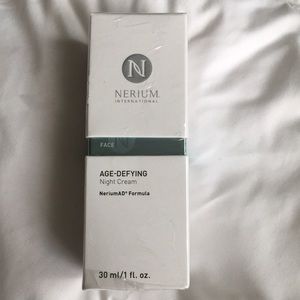 N
NERIUM
INTERNATIONAL
FACE
AGE-DEFYING
Night Cream
NeriumAD® Formula
30 ml/1 fl. oz.